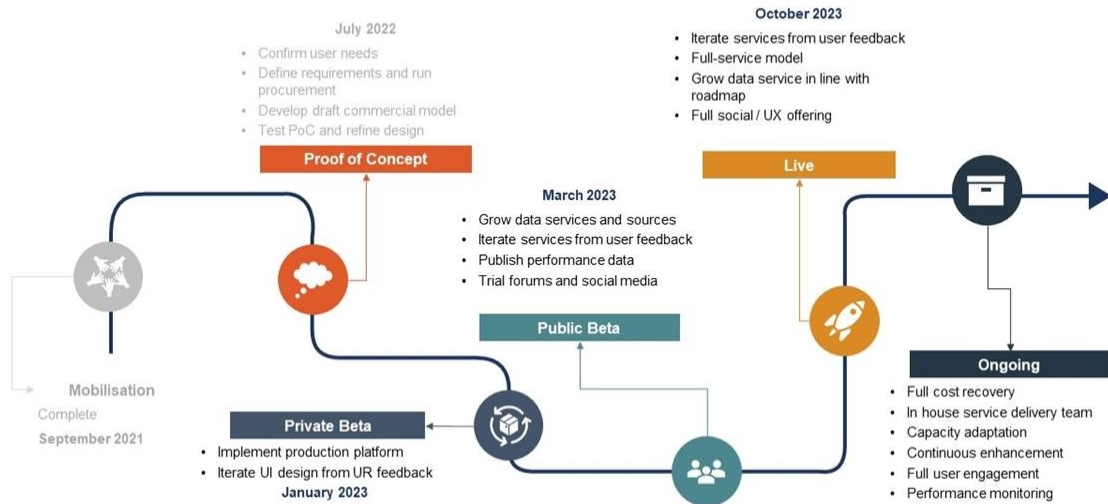 Mobilisation
Complete
September 2021
July 2022
• Confirm user needs
• Define requirements and run
procurement
• Develop draft commercial model
• Test PoC and refine design
Proof of Concept
Private Beta
• Implement production platform
• Iterate UI design from UR feedback
January 2023
March 2023
• Grow data services and sources
• Iterate services from user feedback
• Publish performance data
• Trial forums and social media
Public Beta
October 2023
• Iterate services from user feedback
• Full-service model
• Grow data service in line with
roadmap
• Full social / UX offering
Live
Ongoing
• Full cost recovery
• In house service delivery team
• Capacity adaptation
• Continuous enhancement
• Full user engagement
• Performance monitoring